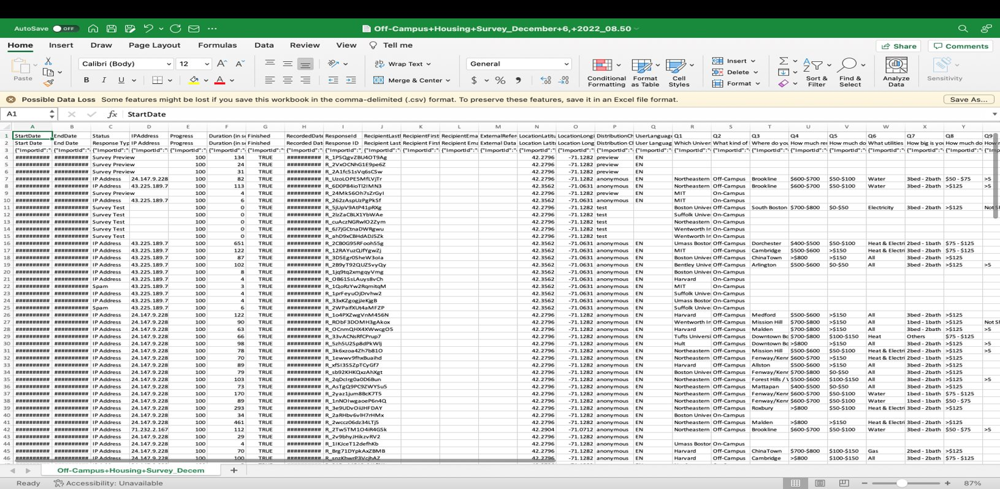 AutoSave OFF Off-Campus+Housing+Survey_December+6,+2022_08.50
Home Insert Draw Page Layout Formulas Data Review View Tell me Share Comments
Calibri (Body) 12 Wrap Text General Insert
Paste Delete
B I U Merge & Center $ % Conditional Formatting Format as Table Cell Styles Format Sort & Filter Find & Select Analyze Data Sensitivity
Possible Data Loss Some features might be lost if you save this workbook in the comma-delimited (.csv) format. To preserve these features, save it in an Excel file format. Save As...
A1 fx StartDate
A B C D E F G H I J K L M N O P Q R S T U V W X Y
1 StartDate EndDate Status IPAddress Progress Duration (in se Finished RecordedDate ResponseId RecipientLastl RecipientFirst RecipientEma ExternalRefer LocationLatitu LocationLongi DistributionCh UserLanguage Q1 Q2 Q3 Q4 Q5 Q6 Q7 Q8 Q9
2 Start Date End Date Response Typ IP Address Progress Duration (in se Finished Recorded Dat Response ID Recipient Last Recipient First Recipient Ema External Data Location Latitu Location Long Distribution Cl User Languag Which Univer What kind of Where do you How much re How much do What utilities How big is yo How much do
3 {"ImportId":" {"ImportId":" {"ImportId":" {"ImportId":" {"ImportId":" {"ImportId":" {"ImportId":" {"ImportId":" {"ImportId":" {"ImportId":" {"ImportId":" {"ImportId":" {"ImportId":" {"ImportId":" {"ImportId":" {"ImportId":" {"ImportId":" {"ImportId":" {"ImportId":" {"ImportId":" {"ImportId":" {"ImportId":" {"ImportId":" {"ImportId":" {"ImportId":"
4 ########## ########## Survey Preview 100 134 TRUE ########## R_1PSQgvZBU4OT9Ag 42.2796 -71.1282 preview EN
5 ########## ########## Survey Preview 100 24 TRUE ########## R_2VxOCNhG1E9pe6Z 42.2796 -71.1282 preview EN
6 ########## ########## Survey Preview 100 31 TRUE ########## R_2A1fc51sVq6sCSw 42.2796 -71.1282 preview EN
7 ########## ########## IP Address 24.147.9.228 100 82 TRUE ########## R_UzoLOPE5MfLVjTr 42.2796 -71.1282 anonymous EN Northeastern Off-Campus Brookline $600-$700 $50-$100 Water 3bed - 2bath $50 - $75 >5
8 ########## ########## IP Address 43.225.189.7 100 113 TRUE ########## R_6D0P84ioTl2IMN3 42.3562 -71.0631 anonymous EN Northeastern Off-Campus Brookline $600-$700 $50-$100 Water 3bed - 2bath >$125 >5
9 ########## ########## Survey Preview 100 4 TRUE ########## R_24MkS6Oh7sZrGyI 42.2796 -71.1282 preview EN MIT On-Campus
10 ########## ########## IP Address 43.225.189.7 100 6 TRUE ########## R_262zAspUzPgPkSf 42.3562 -71.0631 anonymous EN MIT On-Campus
11 ########## ########## Survey Test 100 0 TRUE ########## R_5jUpV9AtP41pRXg 42.2796 -71.1282 test Boston Univer Off-Campus South Boston $700-$800 $0-$50 Electricity 3bed - 2bath >$125
12 ########## ########## Survey Test 100 0 TRUE ########## R_2lzZaCBLX1YbWAe 42.2796 -71.1282 test Suffolk Unive On-Campus
13 ########## ########## Survey Test 100 0 TRUE ########## R_cuAczNGRwlO2Zym 42.2796 -71.1282 test Northeastern On-Campus
14 ########## ########## Survey Test 100 0 TRUE ########## R_6J7jGCtnaDWRgwu 42.2796 -71.1282 test Wentworth In On-Campus
15 ########## ########## Survey Test 100 0 TRUE ########## R_ahD9xCBHdADJ5Zk 42.2796 -71.1282 test Wentworth In On-Campus
16 ########## ########## IP Address 43.225.189.7 100 651 TRUE ########## R_2CB0G95RFooh55g 42.3562 -71.0631 anonymous EN Umass Bostor Off-Campus Dorchester $400-$500 $50-$100 Heat & Electri 2bed - 1bath $75 - $125
17 ########## ########## IP Address 43.225.189.7 100 122 TRUE ########## R_12RAYuzQJfYgwZj 42.3562 -71.0631 anonymous EN MIT Off-Campus Cambridge $500-$600 >$150 Heat & Electri 3bed - 2bath $75 - $125
18 ########## ########## IP Address 43.225.189.7 100 87 TRUE ########## R_3D5Egr0SheW3oIa 42.3562 -71.0631 anonymous EN Boston Univer Off-Campus ChinaTown >$800 >$150 All 3bed - 2bath >$125
19 ########## ########## IP Address 43.225.189.7 100 102 TRUE ########## R_2B9yT92QUZSvyQy 42.3562 -71.0631 anonymous EN Bentley Unive Off-Campus Arlington $500-$600 $0-$50 All 3bed - 2bath >$125 >5
20 ########## ########## IP Address 43.225.189.7 100 8 TRUE ########## R_1jq9tq2xmgqyVmg 42.3562 -71.0631 anonymous EN Boston Univer On-Campus
21 ########## ########## IP Address 43.225.189.7 100 4 TRUE ########## R_OB61SsLAuys8vCh 42.3562 -71.0631 anonymous EN Harvard On-Campus
22 ########## ########## Spam 43.225.189.7 100 3 TRUE ########## R_1QoRzYw2RqmitqM 42.3562 -71.0631 anonymous EN MIT On-Campus
23 ########## ########## IP Address 43.225.189.7 100 4 TRUE ########## R_1prFeyuOjDrvhw2 42.3562 -71.0631 anonymous EN Suffolk Unive On-Campus
24 ########## ########## IP Address 43.225.189.7 100 4 TRUE ########## R_33xKZgogjJeKjgB 42.3562 -71.0631 anonymous EN Umass Bostor On-Campus
25 ########## ########## Spam 43.225.189.7 100 6 TRUE ########## R_2WPaifXUt4aMFZP 42.3562 -71.0631 anonymous EN Suffolk Unive On-Campus
26 ########## ########## IP Address 24.147.9.228 100 122 TRUE ########## R_1o4PXZwgVnM456N 42.2796 -71.1282 anonymous EN Harvard Off-Campus Medford $500-$600 >$150 All 3bed - 2bath >$125
27 ########## ########## IP Address 24.147.9.228 100 90 TRUE ########## R_RObF3DOMH3gAkox 42.2796 -71.1282 anonymous EN Wentworth In Off-Campus Mission Hill $700-$800 >$150 All 1bed - 1bath >$125
28 ########## ########## IP Address 24.147.9.228 100 63 TRUE ########## R_OCnmQHX4XWwcgO5 42.2796 -71.1282 anonymous EN Harvard Off-Campus Malden $700-$800 >$150 All 3bed - 2bath >$125 >5
29 ########## ########## IP Address 24.147.9.228 100 66 TRUE ########## R_33vACNsRfCPrup7 42.2796 -71.1282 anonymous EN Tufts Universi Off-Campus Downtown Bo $700-$800 $100-$150 Heat Others $75 - $125
30 ########## ########## IP Address 24.147.9.228 100 98 TRUE ########## R_5zh5U2Sp8dPkWlj 42.2796 -71.1282 anonymous EN Hult Off-Campus Downtown Bo >$800 >$150 All 3bed - 2bath >$125 >5
31 ########## ########## IP Address 24.147.9.228 100 78 TRUE ########## R_3k6xzoa4Zh7b81O 42.2796 -71.1282 anonymous EN Northeastern Off-Campus Mission Hill $500-$600 $50-$100 Heat & Electri 2bed - 2bath >$125 >5
32 ########## ########## IP Address 24.147.9.228 100 70 TRUE ########## R_1ewwv9fhxBuaihd 42.2796 -71.1282 anonymous EN Northeastern Off-Campus Fenway/Kenr $600-$700 >$150 Heat & Electri 2bed - 1bath >$125
33 ########## ########## IP Address 24.147.9.228 100 89 TRUE ########## R_xfSI3SSZpTCyGf7 42.2796 -71.1282 anonymous EN Harvard Off-Campus Allston $500-$600 >$150 All 3bed - 2bath >$125
34 ########## ########## IP Address 24.147.9.228 100 79 TRUE ########## R_sb92KHKQxzAhXgt 42.2796 -71.1282 anonymous EN Boston Univer Off-Campus Fenway/Kenr $700-$800 $0-$50 All 2bed - 2bath >$125
35 ########## ########## IP Address 24.147.9.228 100 103 TRUE ########## R_2qDcIrg0a0D6Bun 42.2796 -71.1282 anonymous EN Northeastern Off-Campus Forest Hills / \ $500-$600 $100-$150 All 3bed - 2bath >$125 >5
36 ########## ########## IP Address 24.147.9.228 100 73 TRUE ########## R_AsTgQ9PC9ZWYSu5 42.2796 -71.1282 anonymous EN Northeastern Off-Campus Mattapan $400-$500 $0-$50 All 3bed - 2bath >$125
37 ########## ########## IP Address 24.147.9.228 100 170 TRUE ########## R_2yaz1jum8BcK7T5 42.2796 -71.1282 anonymous EN Northeastern Off-Campus Fenway/Kenr $600-$700 $50-$100 Water 1bed - 1bath $75 - $125
38 ########## ########## IP Address 24.147.9.228 100 89 TRUE ########## R_1nNOIwgaoeP6n4Q 42.2796 -71.1282 anonymous EN Northeastern Off-Campus Fenway/Kenr $600-$700 $50-$100 Water 1bed - 1bath $50 - $75
39 ########## ########## IP Address 24.147.9.228 100 293 TRUE ########## R_3e9UDvOiIJHFDAY 42.2796 -71.1282 anonymous EN Northeastern Off-Campus Roxbury >$800 $50-$100 Heat & Electri 3bed - 2bath >$125
40 ########## ########## IP Address 24.147.9.228 100 34 TRUE ########## R_2aRHbv6vlH7rHMx 42.2796 -71.1282 anonymous EN Boston Univer On-Campus
41 ########## ########## IP Address 24.147.9.228 100 461 TRUE ########## R_2wccz06dz34LTj5 42.2796 -71.1282 anonymous EN Northeastern Off-Campus Malden >$800 >$150 Heat & Electri 3bed - 2bath >$125
42 ########## ########## IP Address 71.232.2.167 100 112 TRUE ########## R_2Tw5TM1O4iR4GSk 42.2904 -71.0712 anonymous EN Northeastern Off-Campus Brookline $600-$700 $50-$100 Water 3bed - 2bath $50 - $75 >5
43 ########## ########## IP Address 24.147.9.228 100 29 TRUE ########## R_2v9bhyJHikzvRV2 42.2796 -71.1282 anonymous EN
44 ########## ########## IP Address 24.147.9.228 100 4 TRUE ########## R_1IKJceT12defhKb 42.2796 -71.1282 anonymous EN Umass Bostor On-Campus
45 ########## ########## IP Address 24.147.9.228 100 70 TRUE ########## R_Brg71DYpkAxZBMB 42.2796 -71.1282 anonymous EN Harvard Off-Campus ChinaTown $700-$800 $100-$150 Gas 2bed - 1bath >$125
46 ########## ########## IP Address 24.147.9.228 100 100 TRUE ########## 42.2796 -71.1282 anonymous EN Harvard Off-Campus Cambridge >$800 $100-$150 All 3bed - 2bath $75 - $125
Off-Campus+Housing+Survey_Decem +
Ready Accessibility: Unavailable 87%